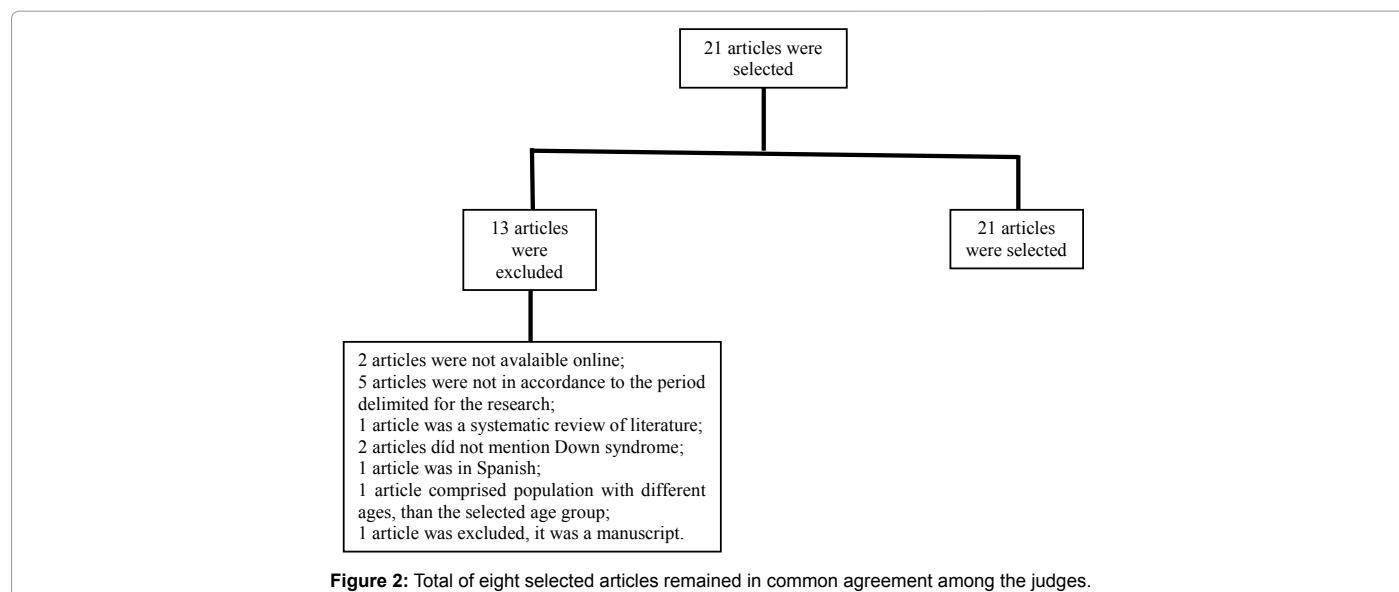 21 articles were
selected
13 articles
were
excluded
21 articles
were selected
2 articles were not avalaible online;
5 articles were not in accordance to the period
delimited for the research;
1 article was a systematic review of literature;
2 articles díd not mention Down syndrome;
1 article was in Spanish;
1 article comprised population with different
ages, than the selected age group;
1 article was excluded, it was a manuscript.
Figure 2: Total of eight selected articles remained in common agreement among the judges.